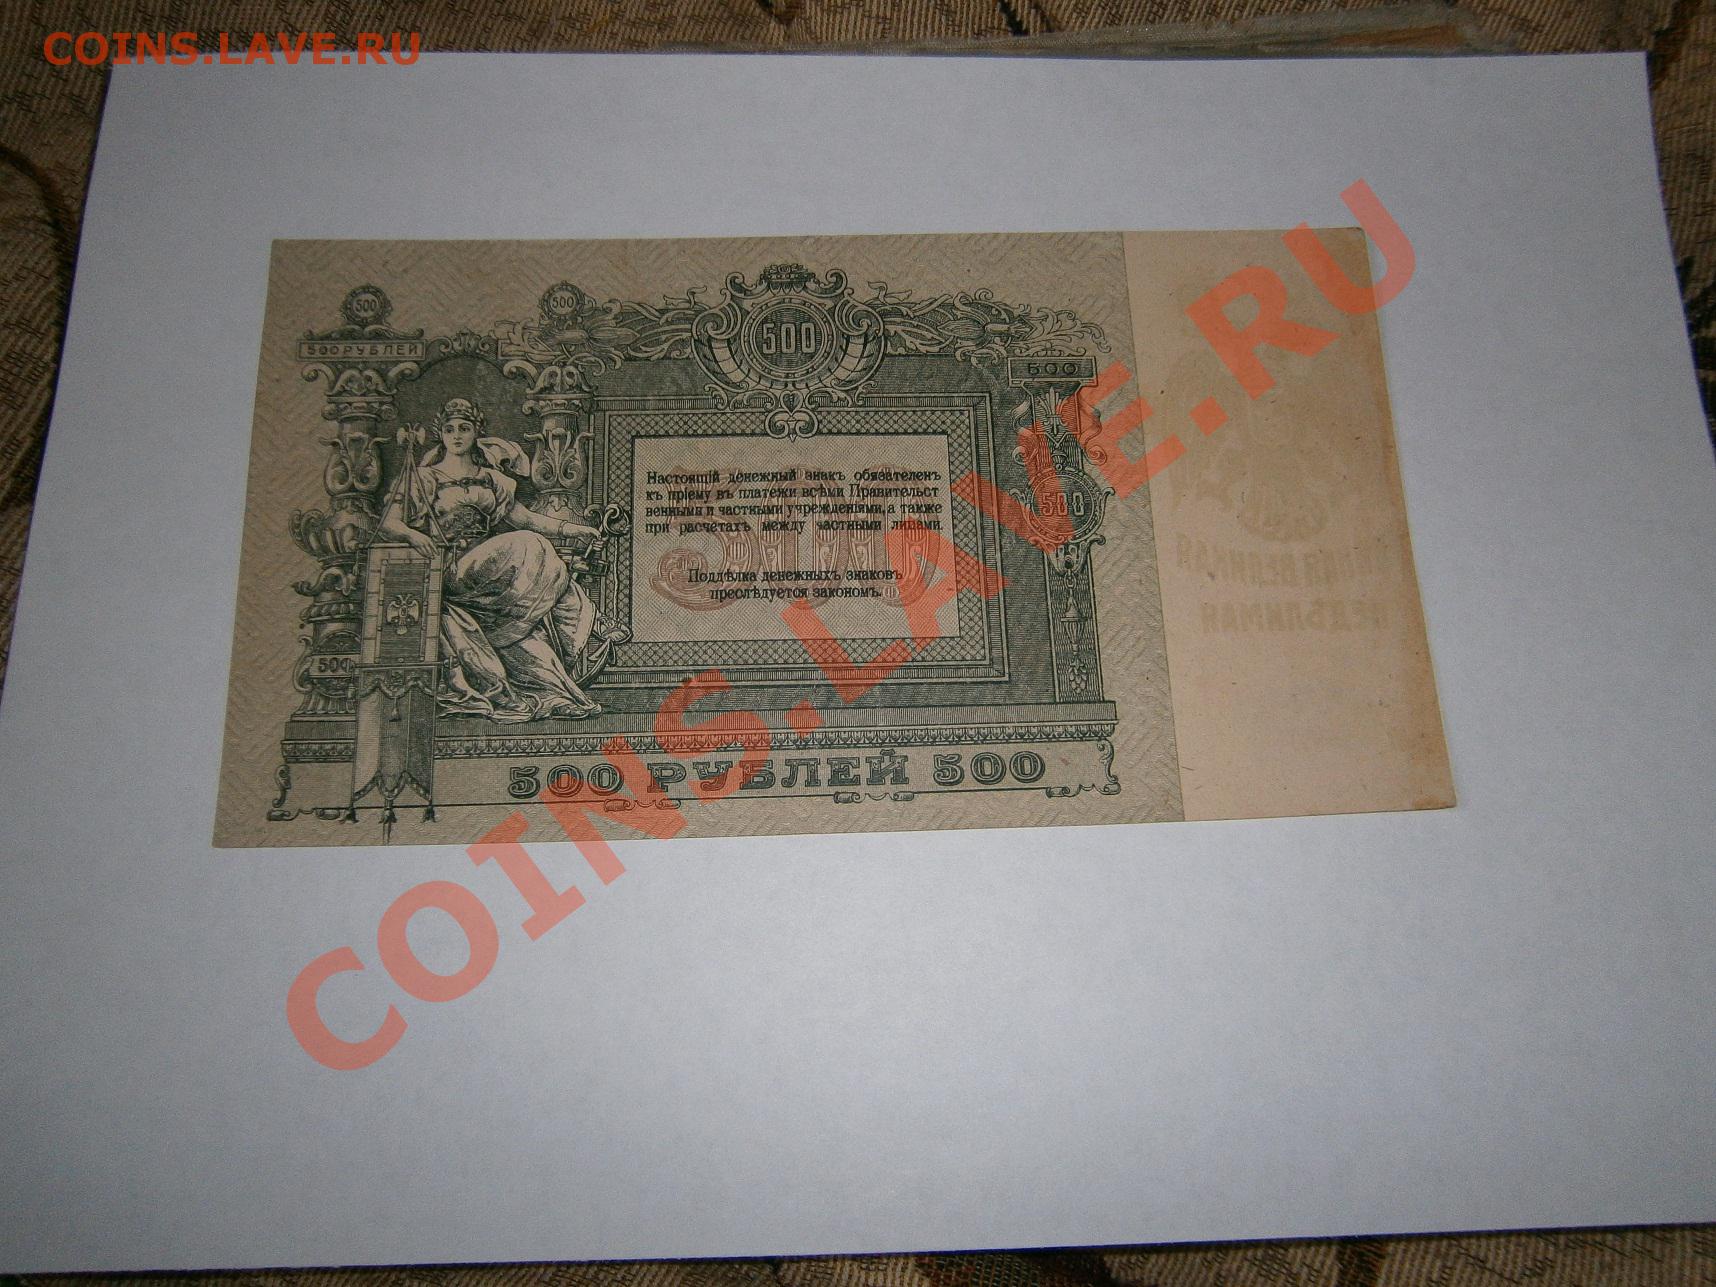 COINS.LAVE.RU
500
500
500
500 РУБЛЕЙ
500
500
500
Настоящій денежный знакъ обязателенъ
къ пріему въ платежи всѣми Правительст
венными и частными учрежденіями, а также
при расчетахъ между частными лицами.
Поддѣлка денежныхъ знаковъ
преслѣдуется закономъ.
500
500 РУБЛЕЙ 500
COINS.LAVE.RU